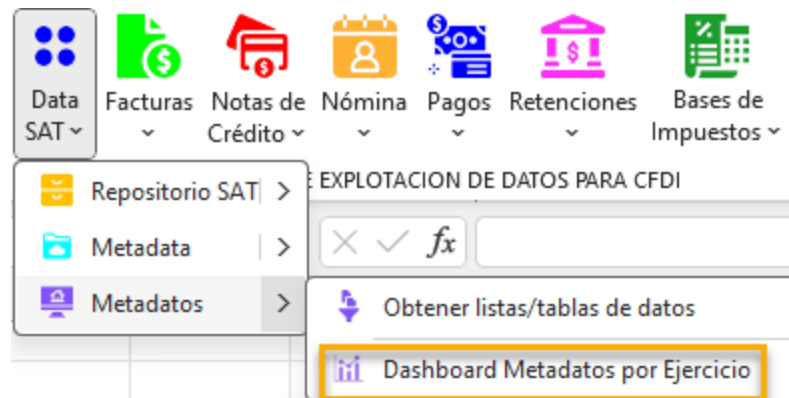 Data SAT
Facturas
Notas de Crédito
Nómina
Pagos
Retenciones
Bases de Impuestos
E EXPLOTACION DE DATOS PARA CFDI
Repositorio SAT
Metadata
fx
Metadatos
Obtener listas/tablas de datos
Dashboard Metadatos por Ejercicio